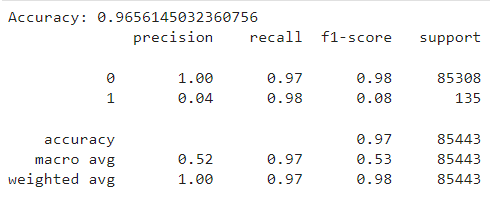 Accuracy: 0.9656145032360756
precision recall f1-score support
0 1.00 0.97 0.98 85308
1 0.04 0.98 0.08 135
accuracy 0.97 85443
macro avg 0.52 0.97 0.53 85443
weighted avg 1.00 0.97 0.98 85443